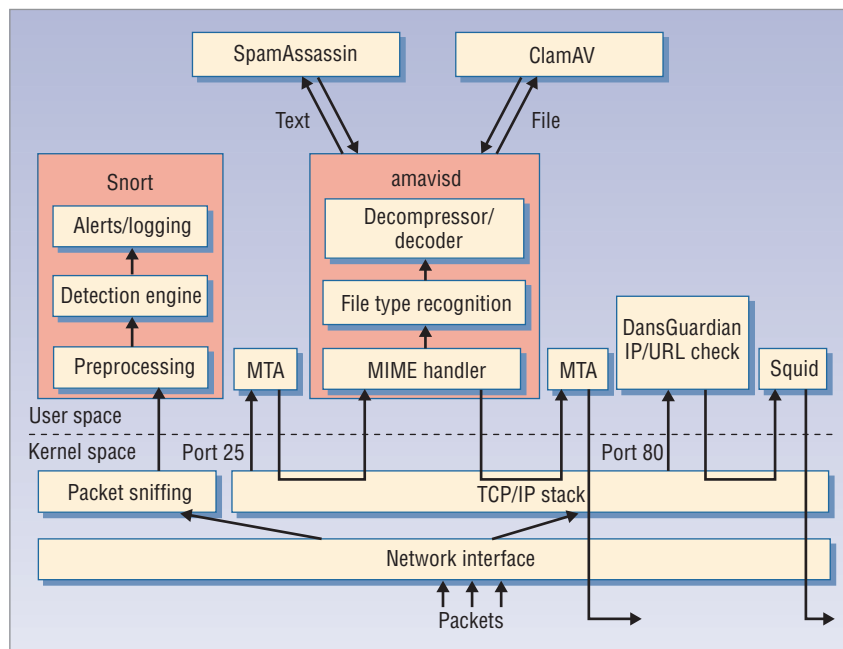 SpamAssassin
ClamAV
Text
File
Snort
amavisd
Alerts/logging
Decompressor/
decoder
Detection engine
File type recognition
DansGuardian
IP/URL check
Preprocessing
MTA
MIME handler
MTA
Squid
User space
Kernel space
Port 25
Port 80
Packet sniffing
TCP/IP stack
Network interface
Packets